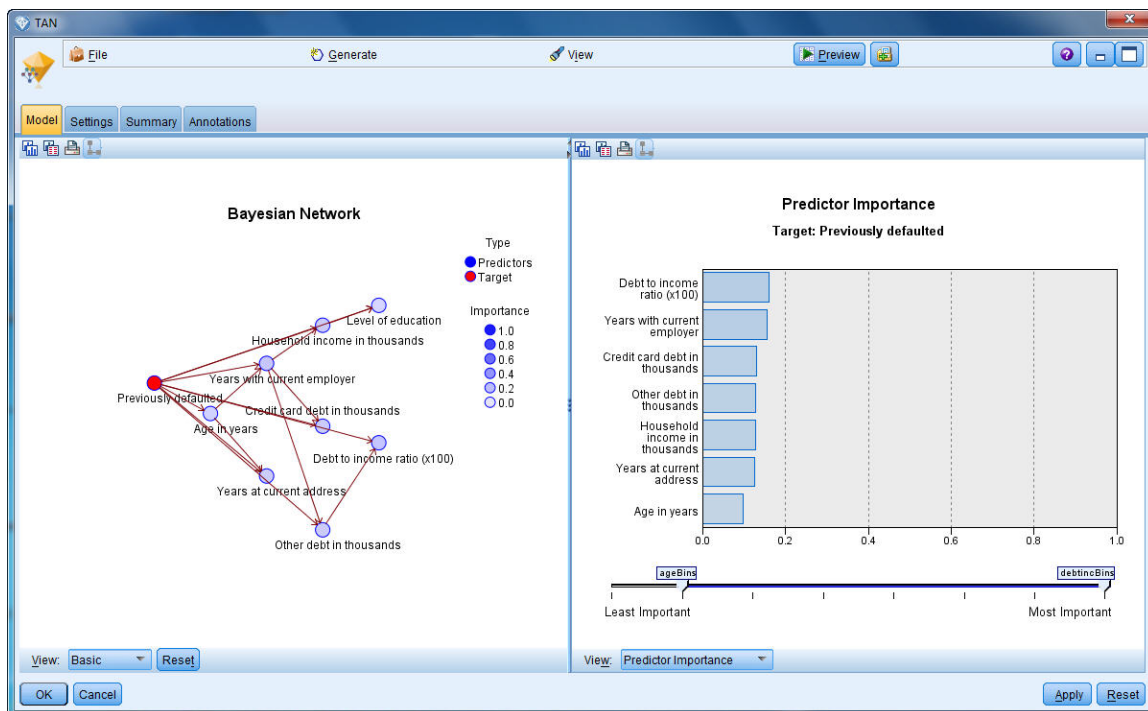 TAN
File
Generate
View
Preview
Model
Settings
Summary
Annotations
Bayesian Network
Type
Predictors
Target
Importance
1.0
0.8
0.6
0.4
0.2
0.0
Level of education
Household income in thousands
Years with current employer
Previously defaulted
Credit card debt in thousands
Age in years
Debt to income ratio (x100)
Years at current address
Other debt in thousands
View:
Basic
Reset
Predictor Importance
Target: Previously defaulted
Debt to income
ratio (x100)
Years with current
employer
Credit card debt in
thousands
Other debt in
thousands
Household
income in
thousands
Years at current
address
Age in years
0.0
0.2
0.4
0.6
0.8
1.0
ageBins
debtincBins
Least Important
Most Important
View:
Predictor Importance
OK
Cancel
Apply
Reset